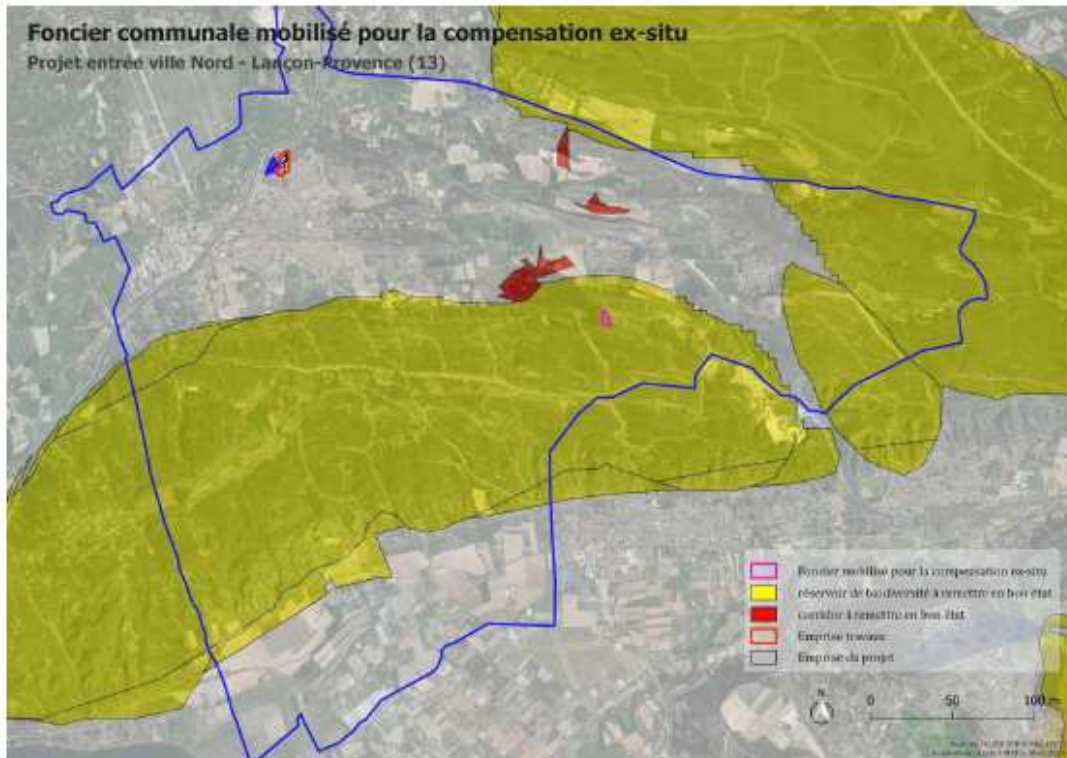 Foncier communale mobilisé pour la compensation ex-situ
Projet entrée ville Nord - Lançon-Provence (13)
Foncier mobilisé pour la compensation ex-situ
réservoir de biodiversité à remettre en bon état
corridor à remettre en bon état
Emprise travaux
Emprise du projet
N
0 50 100 m